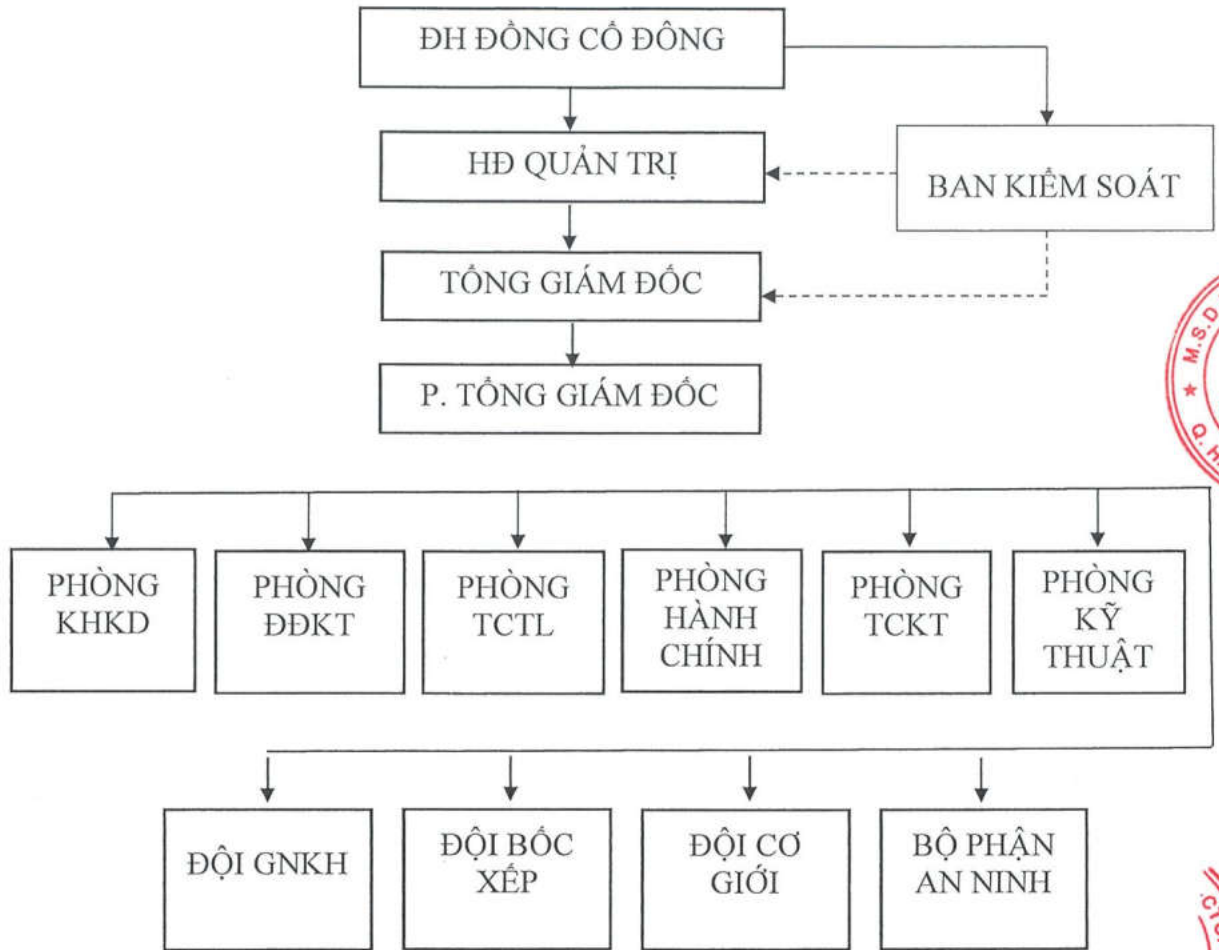 ĐH ĐỒNG CỔ ĐÔNG
HĐ QUẢN TRỊ
BAN KIỂM SOÁT
TỔNG GIÁM ĐỐC
P. TỔNG GIÁM ĐỐC
M.S.D
Q. H
PHÒNG
KHKD
PHÒNG
ĐĐKT
PHÒNG
TCTL
PHÒNG
HÀNH
CHÍNH
PHÒNG
TCKT
PHÒNG
KỸ
THUẬT
ĐỘI GNKH
ĐỘI BỐC
XẾP
ĐỘI CƠ
GIỚI
BỘ PHẬN
AN NINH